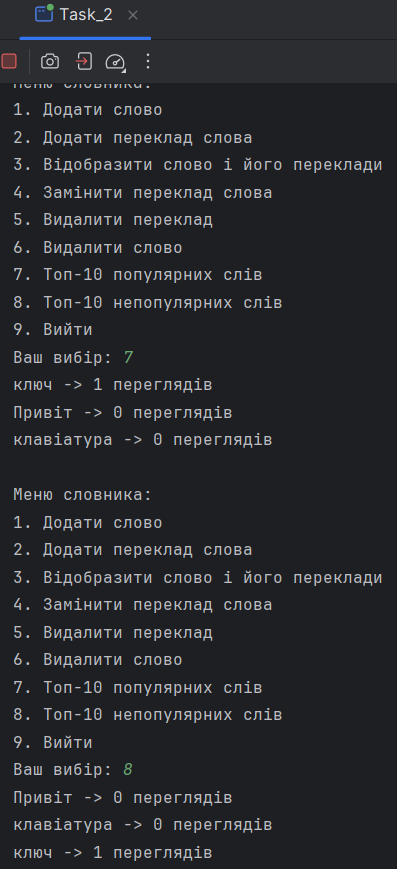 Task_2
Меню словника:
1. Додати слово
2. Додати переклад слова
3. Відобразити слово і його переклади
4. Замінити переклад слова
5. Видалити переклад
6. Видалити слово
7. Топ-10 популярних слів
8. Топ-10 непопулярних слів
9. Вийти
Ваш вибір: 7
ключ -> 1 переглядів
Привіт -> 0 переглядів
клавіатура -> 0 переглядів
Меню словника:
1. Додати слово
2. Додати переклад слова
3. Відобразити слово і його переклади
4. Замінити переклад слова
5. Видалити переклад
6. Видалити слово
7. Топ-10 популярних слів
8. Топ-10 непопулярних слів
9. Вийти
Ваш вибір: 8
Привіт -> 0 переглядів
клавіатура -> 0 переглядів
ключ -> 1 переглядів